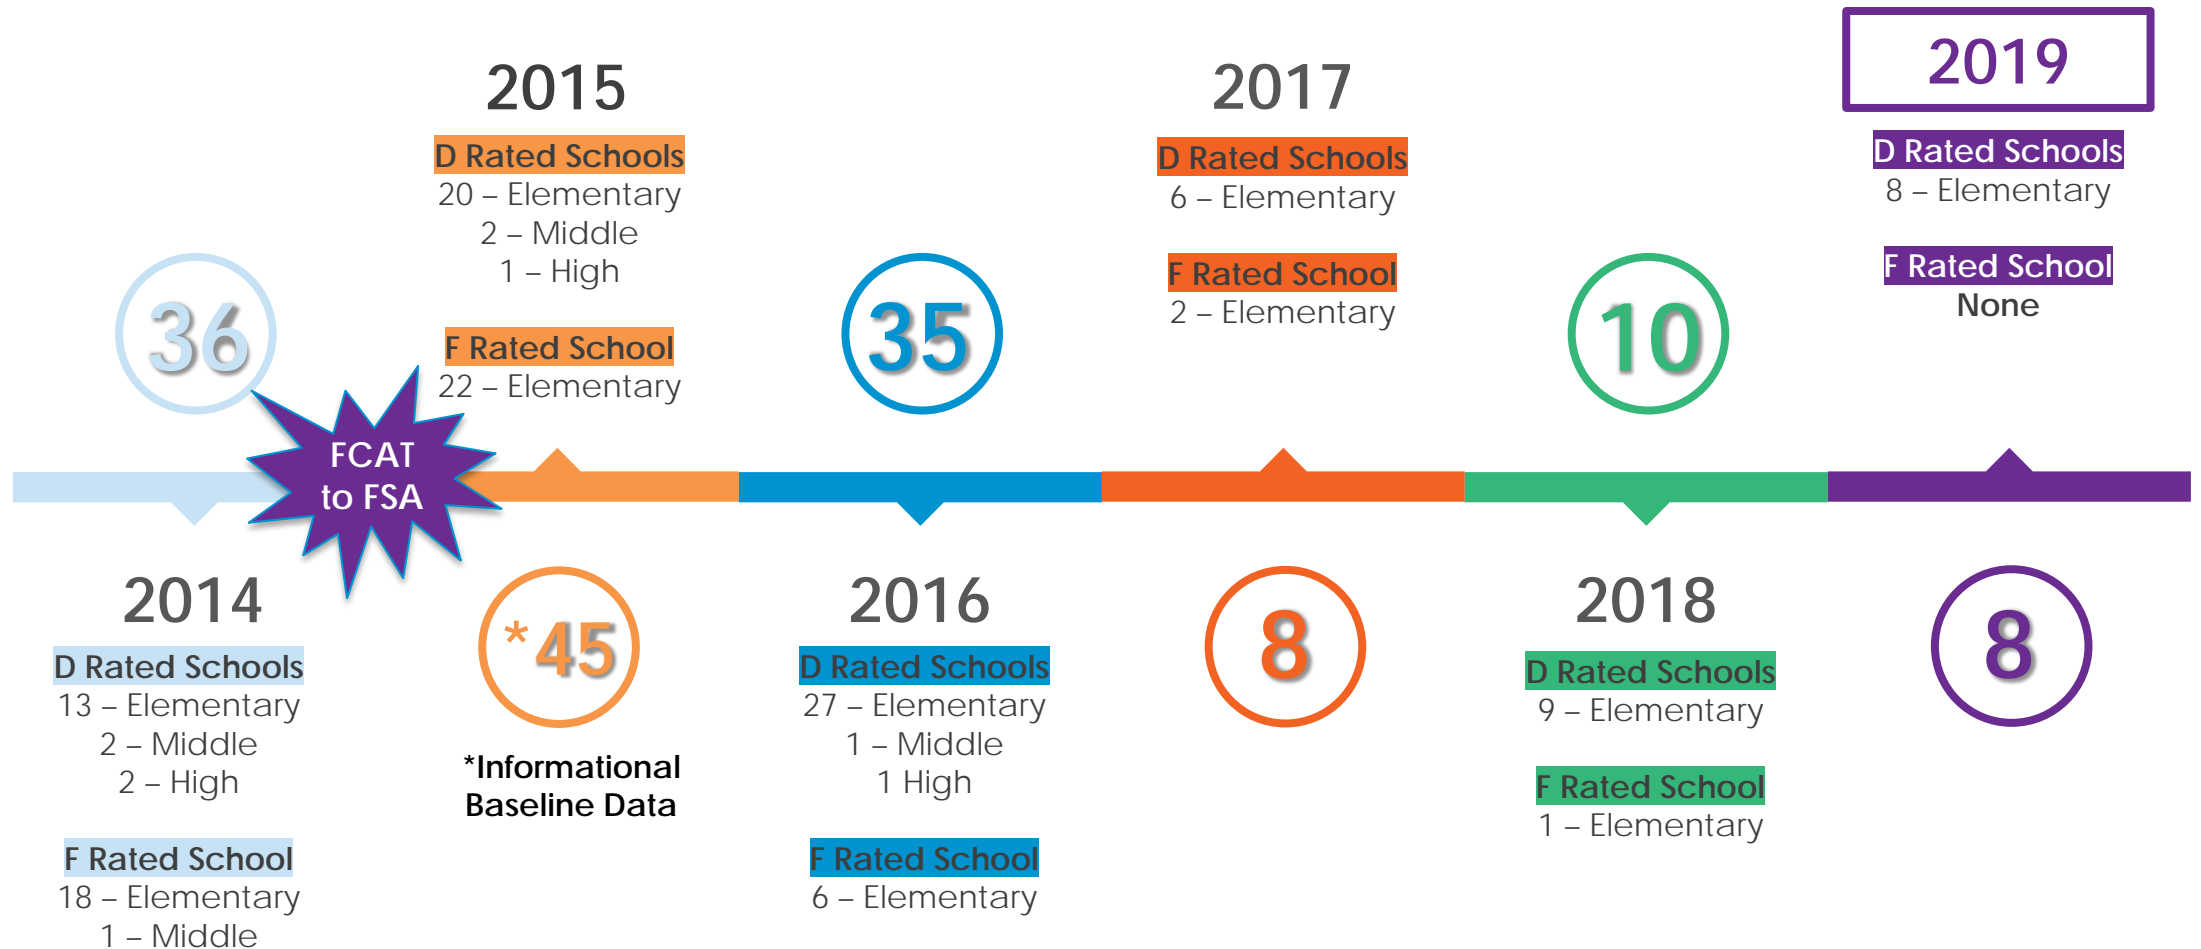 36
FCAT
to FSA
2014
D Rated Schools
13 – Elementary
2 – Middle
2 – High
F Rated School
18 – Elementary
1 – Middle
2015
D Rated Schools
20 – Elementary
2 – Middle
1 – High
F Rated School
22 – Elementary
*45
*Informational
Baseline Data
35
2016
D Rated Schools
27 – Elementary
1 – Middle
1 High
F Rated School
6 – Elementary
2017
D Rated Schools
6 – Elementary
F Rated School
2 – Elementary
8
10
2018
D Rated Schools
9 – Elementary
F Rated School
1 – Elementary
2019
D Rated Schools
8 – Elementary
F Rated School
None
8